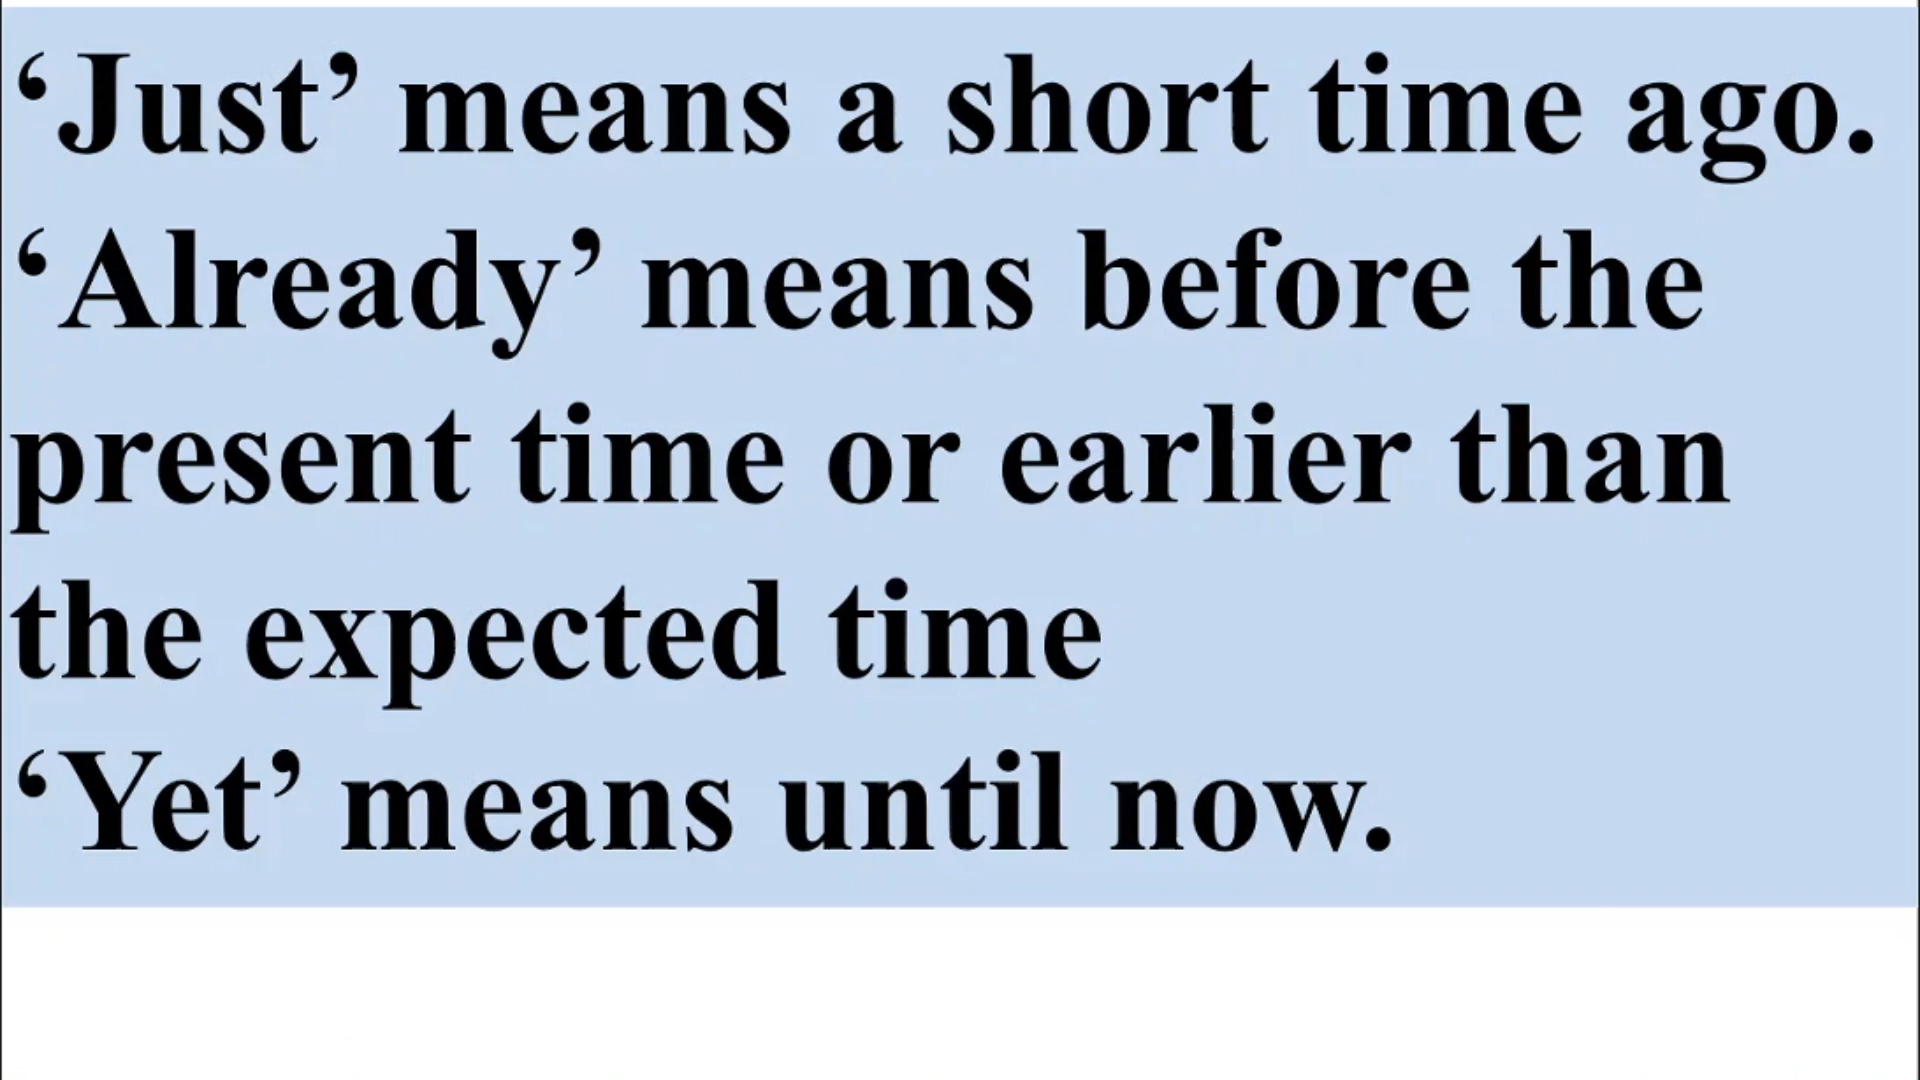 ‘Just’ means a short time ago.
‘Already’ means before the
present time or earlier than
the expected time
‘Yet’ means until now.